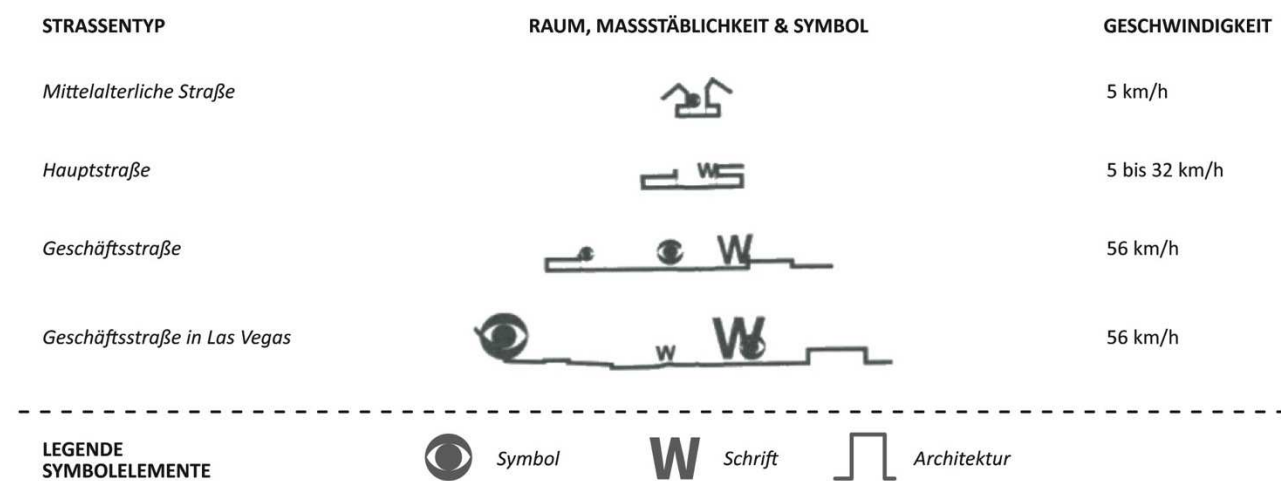 STRASSENTYP RAUM, MASSSTÄBLICHKEIT & SYMBOL GESCHWINDIGKEIT
Mittelalterliche Straße 5 km/h
Hauptstraße W 5 bis 32 km/h
Geschäftsstraße W 56 km/h
Geschäftsstraße in Las Vegas W W 56 km/h
LEGENDE
SYMBOLELEMENTE Symbol W Schrift Architektur